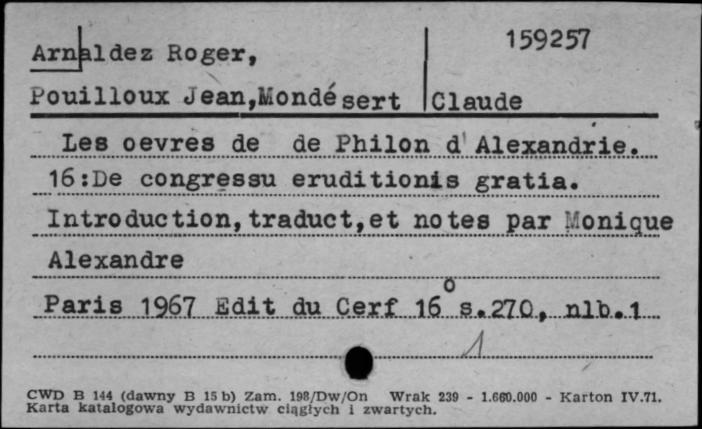 159257
Arnaldez Roger,
Pouilloux Jean,Mondésert Claude
Les oevres de de Philon d'Alexandrie.
16:De congressu eruditionis gratia.
Introduction,traduct,et notes par Monique
Alexandre
Paris 1967 Edit du Cerf 16° s.270, nlb.1
1
CWD B 144 (dawny B 15 b) Zam. 198/Dw/On Wrak 239 - 1.660.000 - Karton IV.71.
Karta katalogowa wydawnictw ciągłych i zwartych.